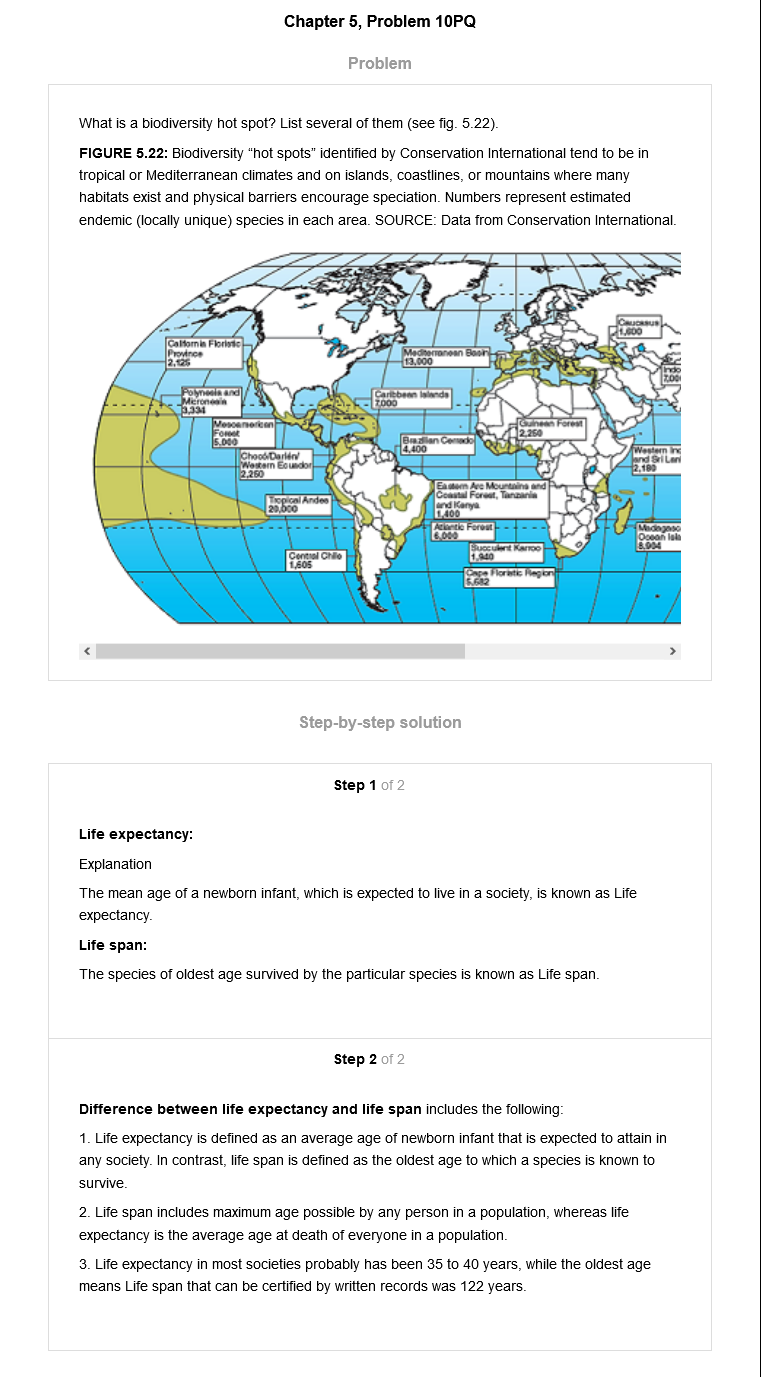 Chapter 5, Problem 10PQ
Problem
What is a biodiversity hot spot? List several of them (see fig. 5.22).
FIGURE 5.22: Biodiversity “hot spots” identified by Conservation International tend to be in
tropical or Mediterranean climates and on islands, coastlines, or mountains where many
habitats exist and physical barriers encourage speciation. Numbers represent estimated
endemic (locally unique) species in each area. SOURCE: Data from Conservation International.
Caucasus
1,600
California Floristic
Province
2,125
Mediterranean Basin
13,000
Indo
7,00
Polynesia and
Micronesia
3,334
Caribbean Islands
7,000
Mesoamerican
Forest
5,000
Guinean Forest
2,250
Brazilian Cerrado
4,400
Chocó/Darién/
Western Ecuador
2,250
Western Ind
and Sri Lan
2,180
Tropical Andes
20,000
Eastern Arc Mountains and
Coastal Forest, Tanzania
and Kenya
1,400
Atlantic Forest
6,000
Madagasc
Ocean Isla
8,904
Succulent Karroo
1,940
Central Chile
1,605
Cape Floristic Region
5,682
Step-by-step solution
Step 1 of 2
Life expectancy:
Explanation
The mean age of a newborn infant, which is expected to live in a society, is known as Life
expectancy.
Life span:
The species of oldest age survived by the particular species is known as Life span.
Step 2 of 2
Difference between life expectancy and life span includes the following:
1. Life expectancy is defined as an average age of newborn infant that is expected to attain in
any society. In contrast, life span is defined as the oldest age to which a species is known to
survive.
2. Life span includes maximum age possible by any person in a population, whereas life
expectancy is the average age at death of everyone in a population.
3. Life expectancy in most societies probably has been 35 to 40 years, while the oldest age
means Life span that can be certified by written records was 122 years.